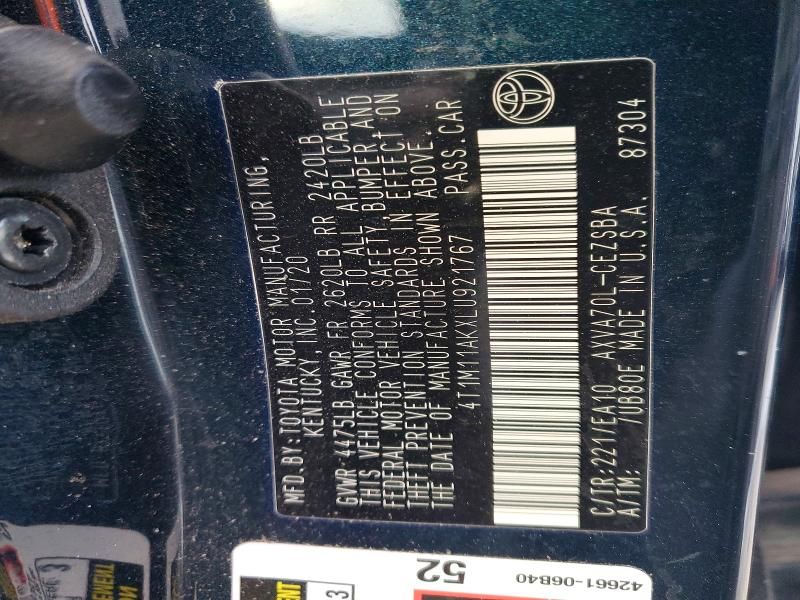 MFD.BY:TOYOTA MOTOR MANUFACTURING,
KENTUCKY, INC. 01/20
GVWR 4475LB GAWR FR 2620LB RR 2420LB
THIS VEHICLE CONFORMS TO ALL APPLICABLE
FEDERAL MOTOR VEHICLE SAFETY, BUMPER, AND
THEFT PREVENTION STANDARDS IN EFFECT ON
THE DATE OF MANUFACTURE SHOWN ABOVE.
4T1M11AKXLU921767 PASS. CAR
C/TR:221/EA10 AXVA70L-CEZSBA
A/TM: /UB80E MADE IN U.S.A. 87304
52
42661-06B40
3